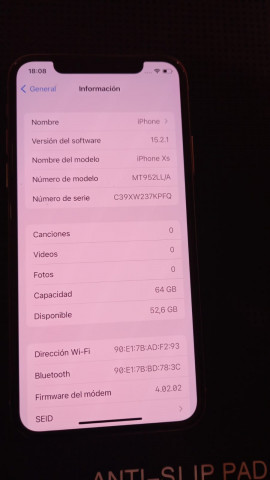 18:08
General
Información
Nombre iPhone
Versión del software 15.2.1
Nombre del modelo iPhone Xs
Número de modelo MT952LL/A
Número de serie C39XW237KPFQ
Canciones 0
Videos 0
Fotos 0
Capacidad 64 GB
Disponible 52,6 GB
Dirección Wi-Fi 90:E1:7B:AD:F2:93
Bluetooth 90:E1:7B:BD:78:3C
Firmware del módem 4.02.02
SEID
ANTI-SLIP PAD